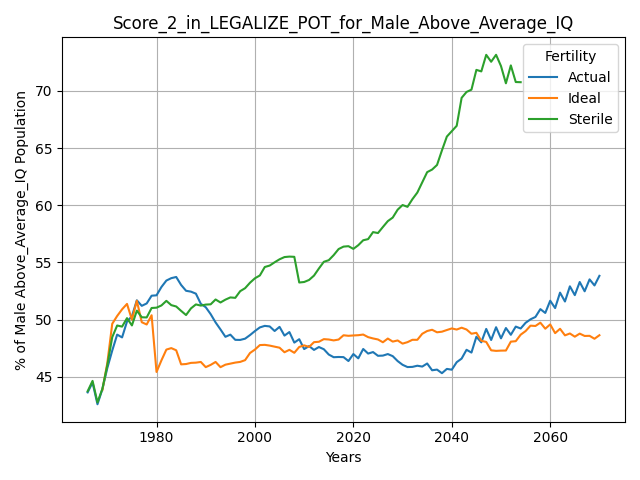 Score_2_in_LEGALIZE_POT_for_Male_Above_Average_IQ
% of Male Above_Average_IQ Population
70
65
60
55
50
45
Fertility
Actual
Ideal
Sterile
1980
2000
2020
2040
2060
Years